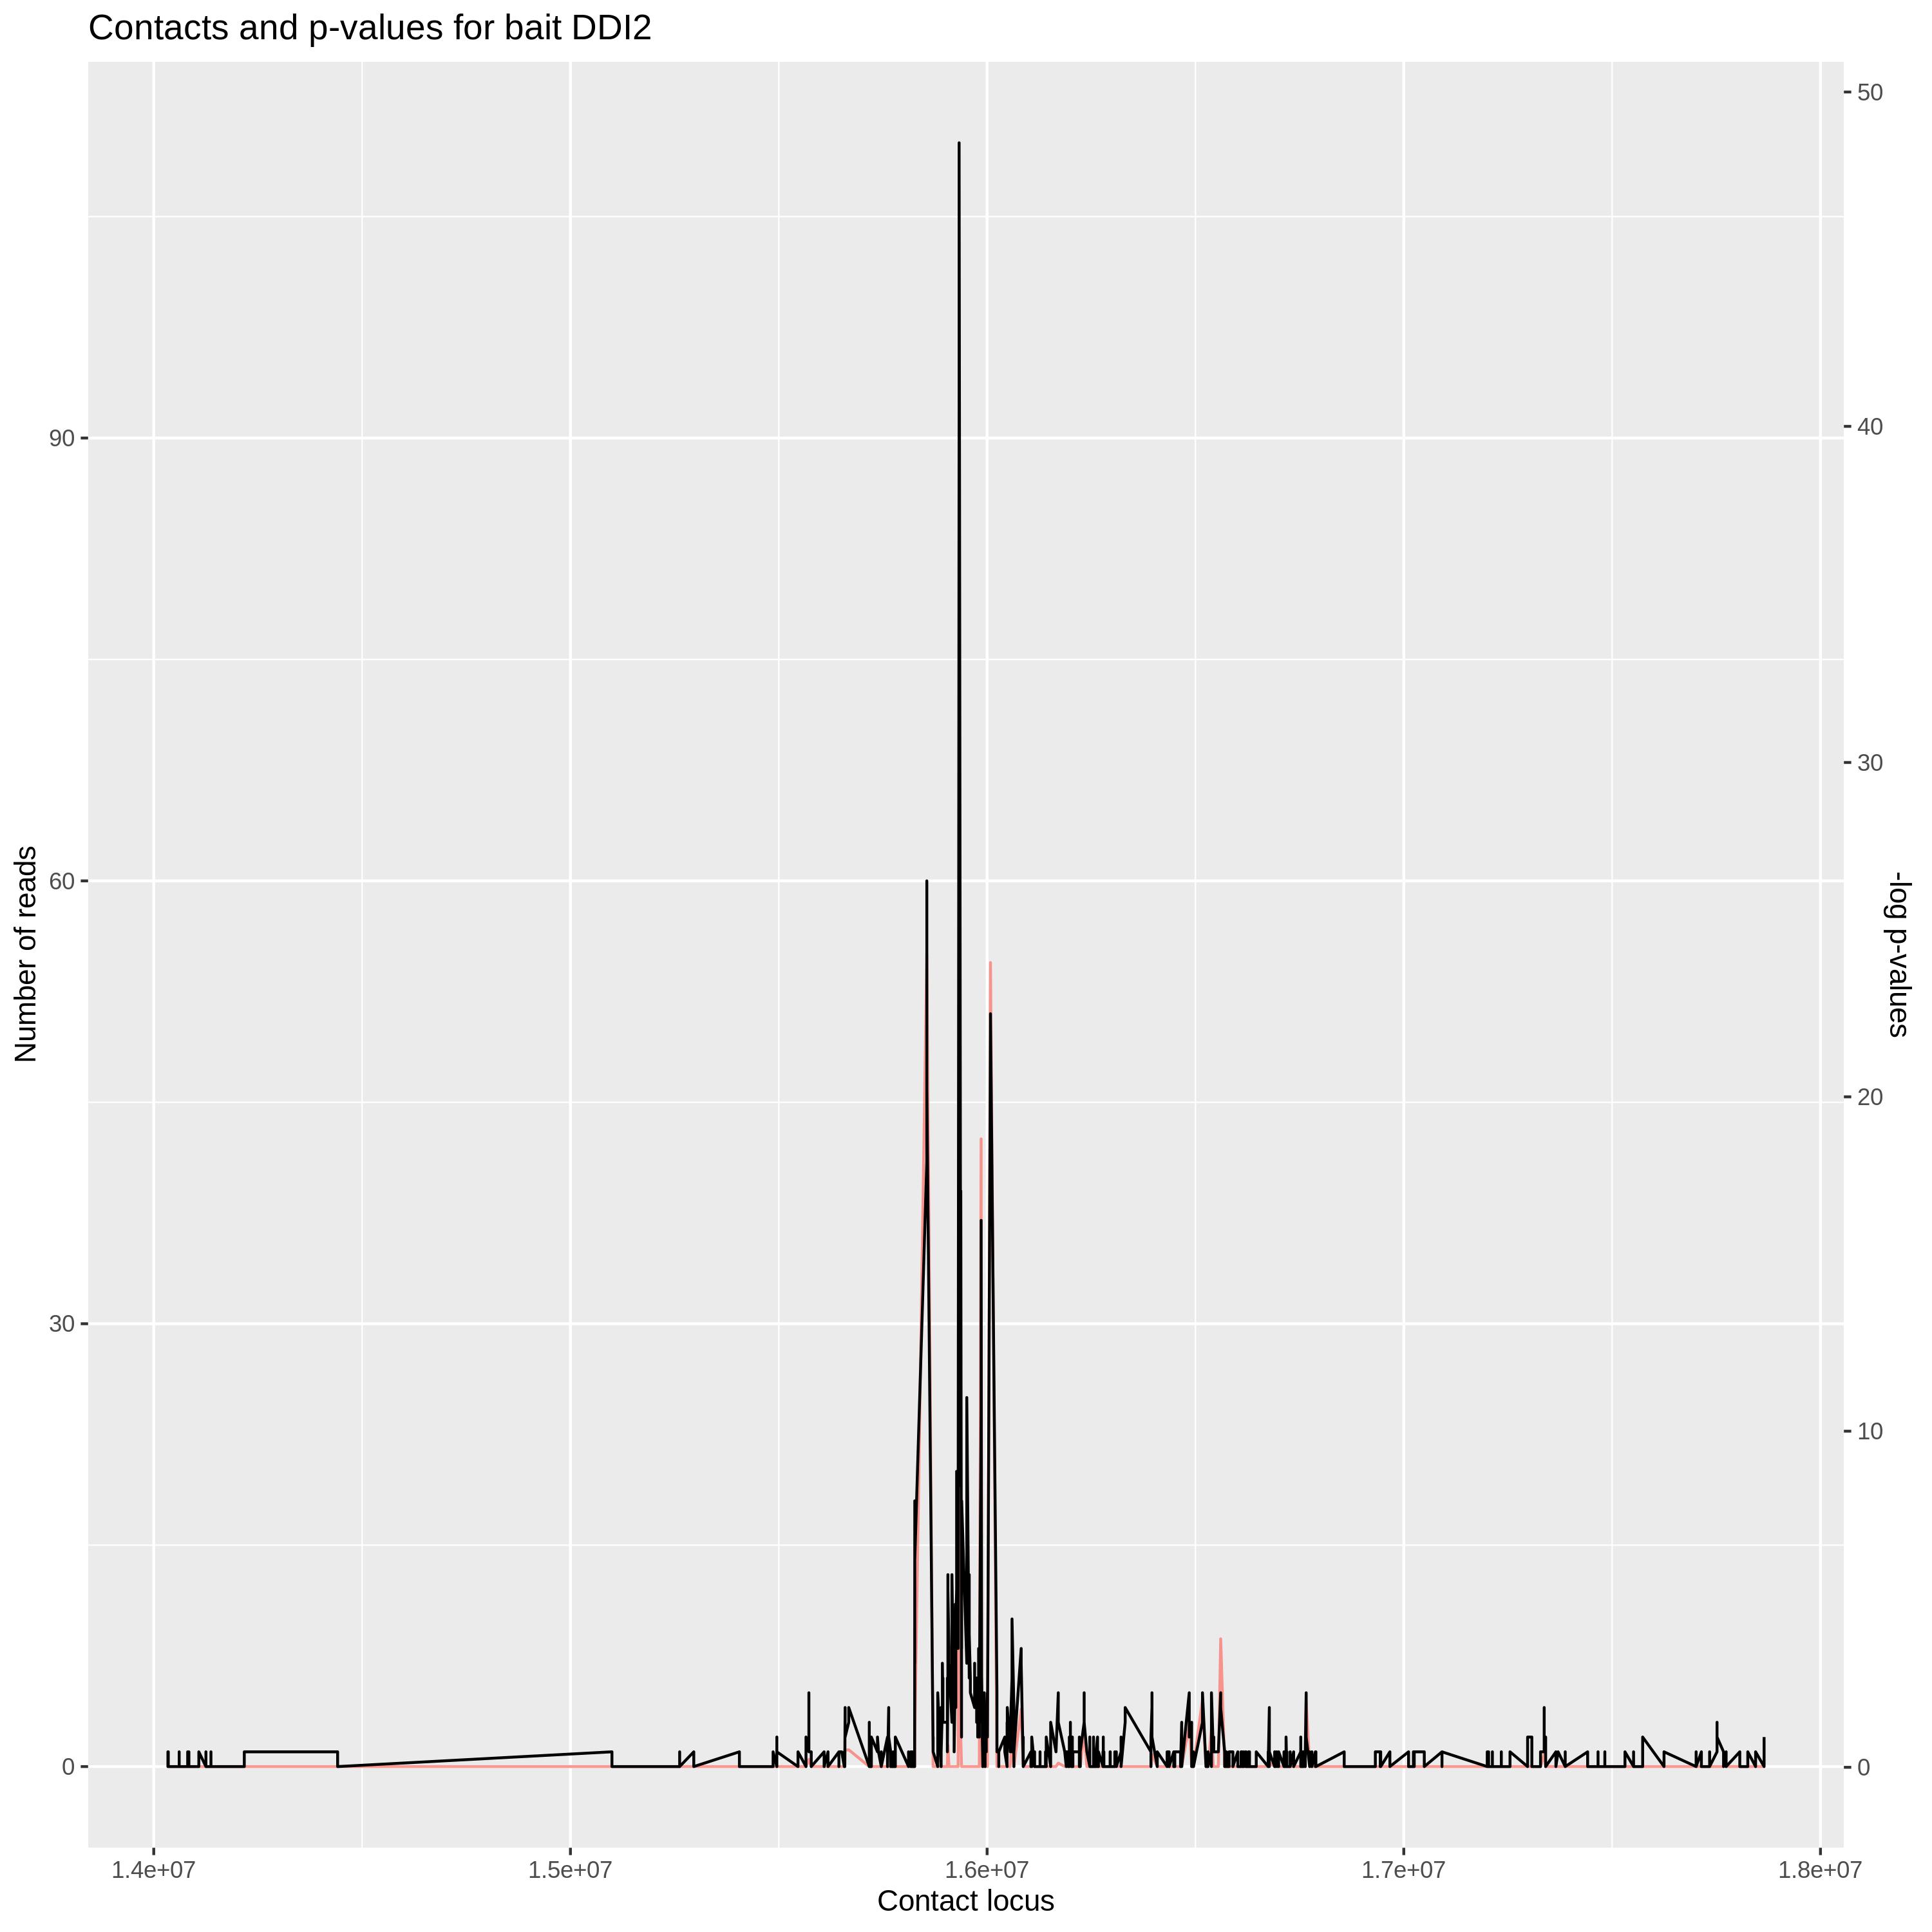 Contacts and p-values for bait DDI2
Number of reads
90
60
30
0
50
40
30
20
10
0
-log p-values
1.4e+07 1.5e+07 1.6e+07 1.7e+07 1.8e+07
Contact locus